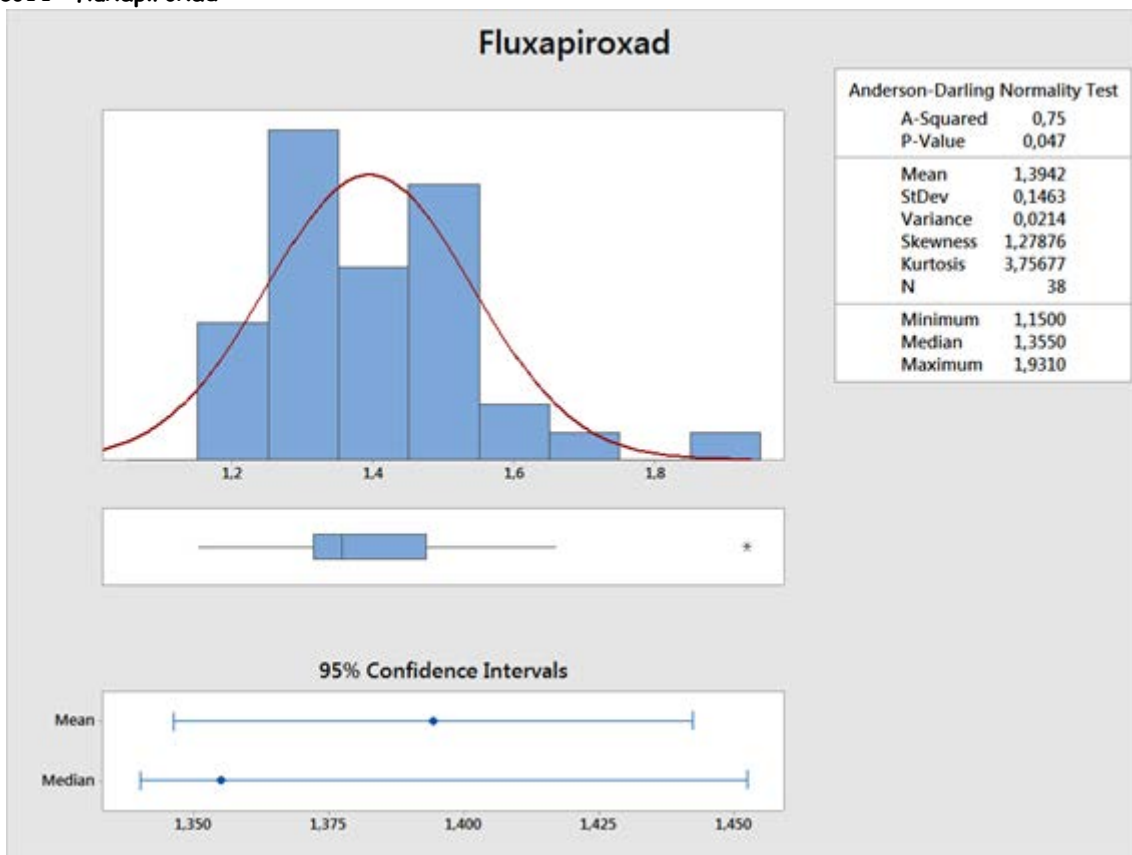 Fluxapiroxad
Anderson-Darling Normality Test
A-Squared 0,75
P-Value 0,047
Mean 1,3942
StDev 0,1463
Variance 0,0214
Skewness 1,27876
Kurtosis 3,75677
N 38
Minimum 1,1500
Median 1,3550
Maximum 1,9310
1,2 1,4 1,6 1,8
*
95% Confidence Intervals
Mean
Median
1,350 1,375 1,400 1,425 1,450